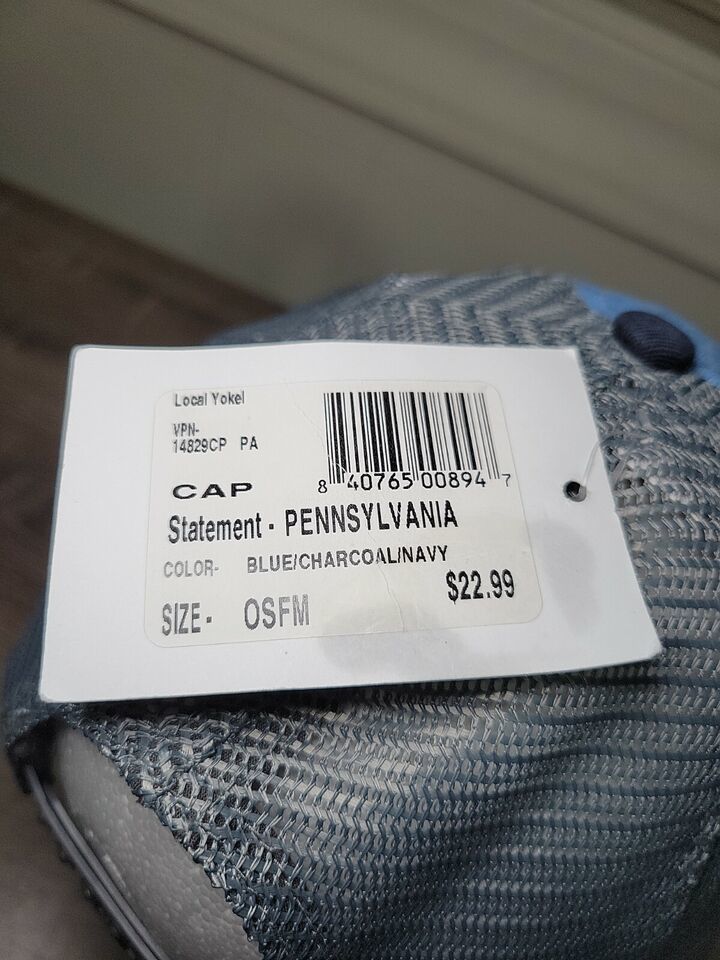 Local Yokel
VPN-
14829CP PA
8 40765 00894 7
CAP
Statement - PENNSYLVANIA
COLOR- BLUE/CHARCOAL/NAVY
$22.99
SIZE- OSFM